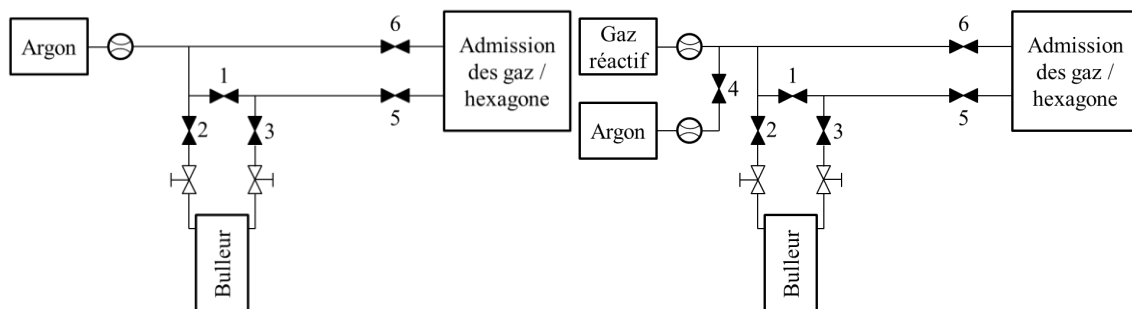 Argon
6
Admission
des gaz /
hexagone
1
5
2
3
Bulleur
Gaz
réactif
Argon
4
6
Admission
des gaz /
hexagone
1
5
2
3
Bulleur